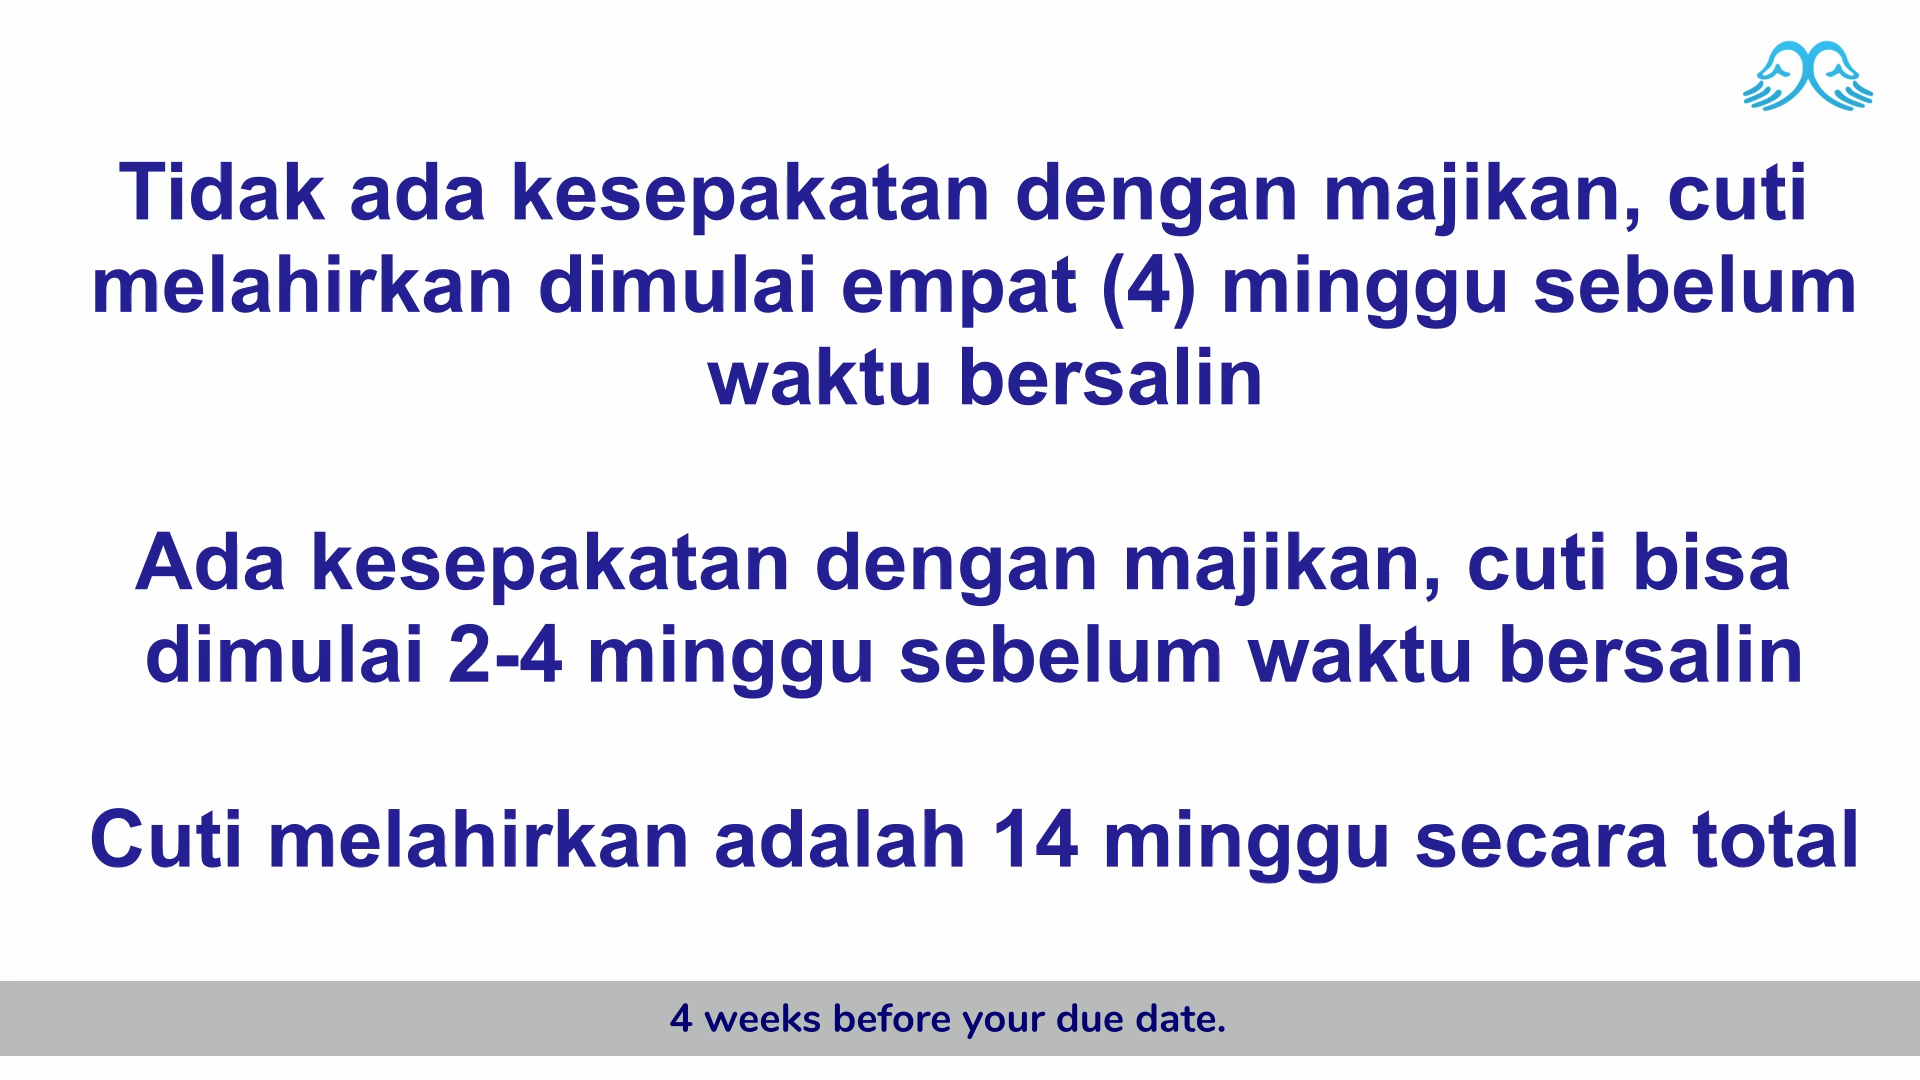 Tidak ada kesepakatan dengan majikan, cuti
melahirkan dimulai empat (4) minggu sebelum
waktu bersalin
Ada kesepakatan dengan majikan, cuti bisa
dimulai 2-4 minggu sebelum waktu bersalin
Cuti melahirkan adalah 14 minggu secara total
4 weeks before your due date.